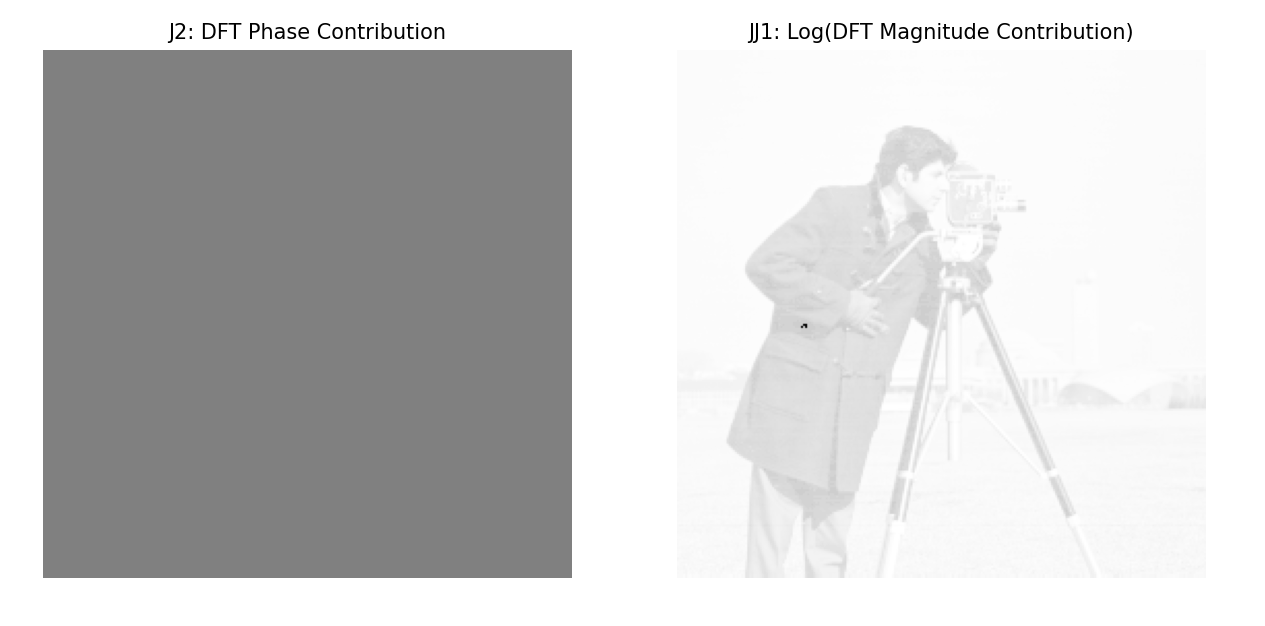 J2: DFT Phase Contribution
JJ1: Log(DFT Magnitude Contribution)